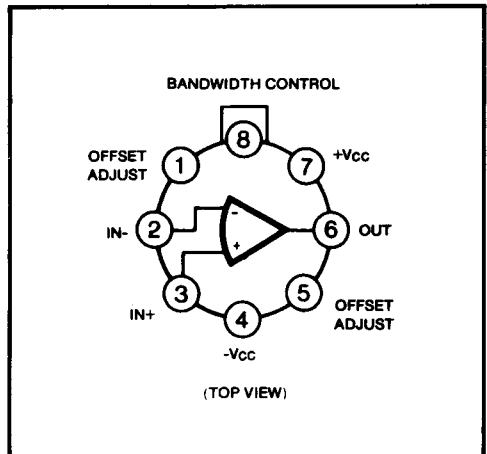 BANDWIDTH CONTROL
8
OFFSET
ADJUST
1
7
+VCC
IN-
2
-
+
6
OUT
IN+
3
4
5
OFFSET
ADJUST
-VCC
(TOP VIEW)